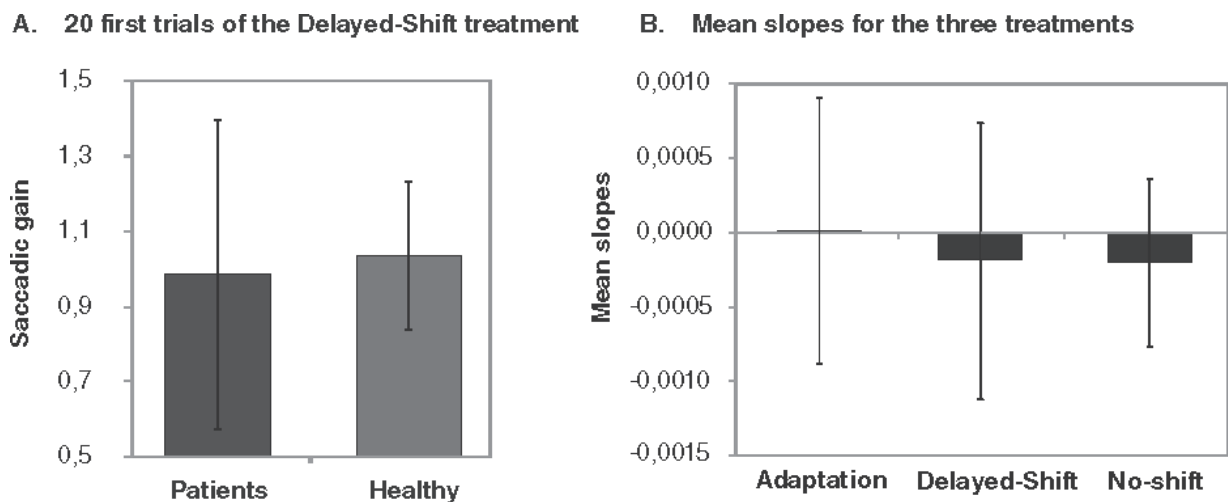 A. 20 first trials of the Delayed-Shift treatment
1,5
1,3
1,1
0,9
0,7
0,5
Saccadic gain
Patients Healthy
B. Mean slopes for the three treatments
0,0010
0,0005
0,0000
-0,0005
-0,0010
-0,0015
Mean slopes
Adaptation Delayed-Shift No-shift